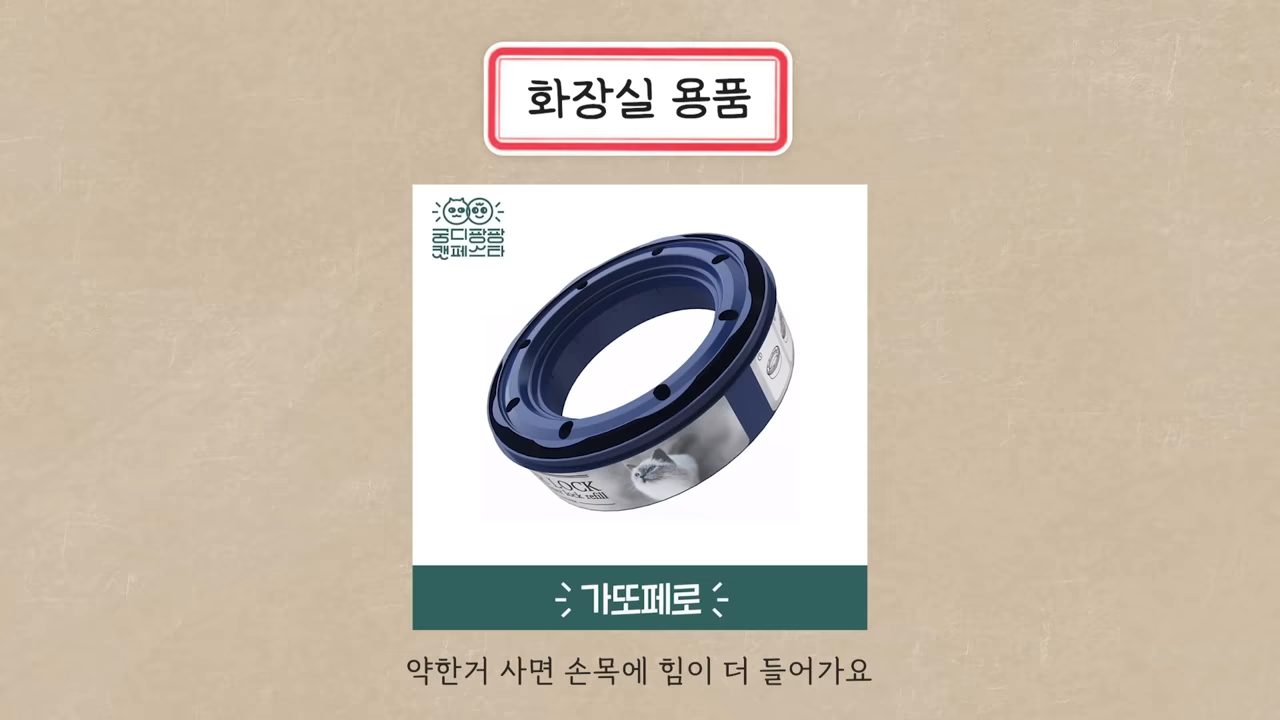 화장실 용품
궁디팡팡
캣페스타
LOCK
lock refill
가또페로
약한거 사면 손목에 힘이 더 들어가요